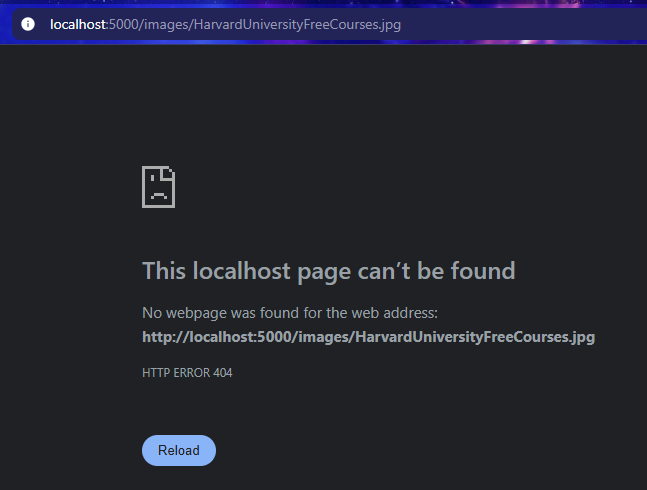 localhost:5000/images/HarvardUniversityFreeCourses.jpg
This localhost page can’t be found
No webpage was found for the web address:
http://localhost:5000/images/HarvardUniversityFreeCourses.jpg
HTTP ERROR 404
Reload